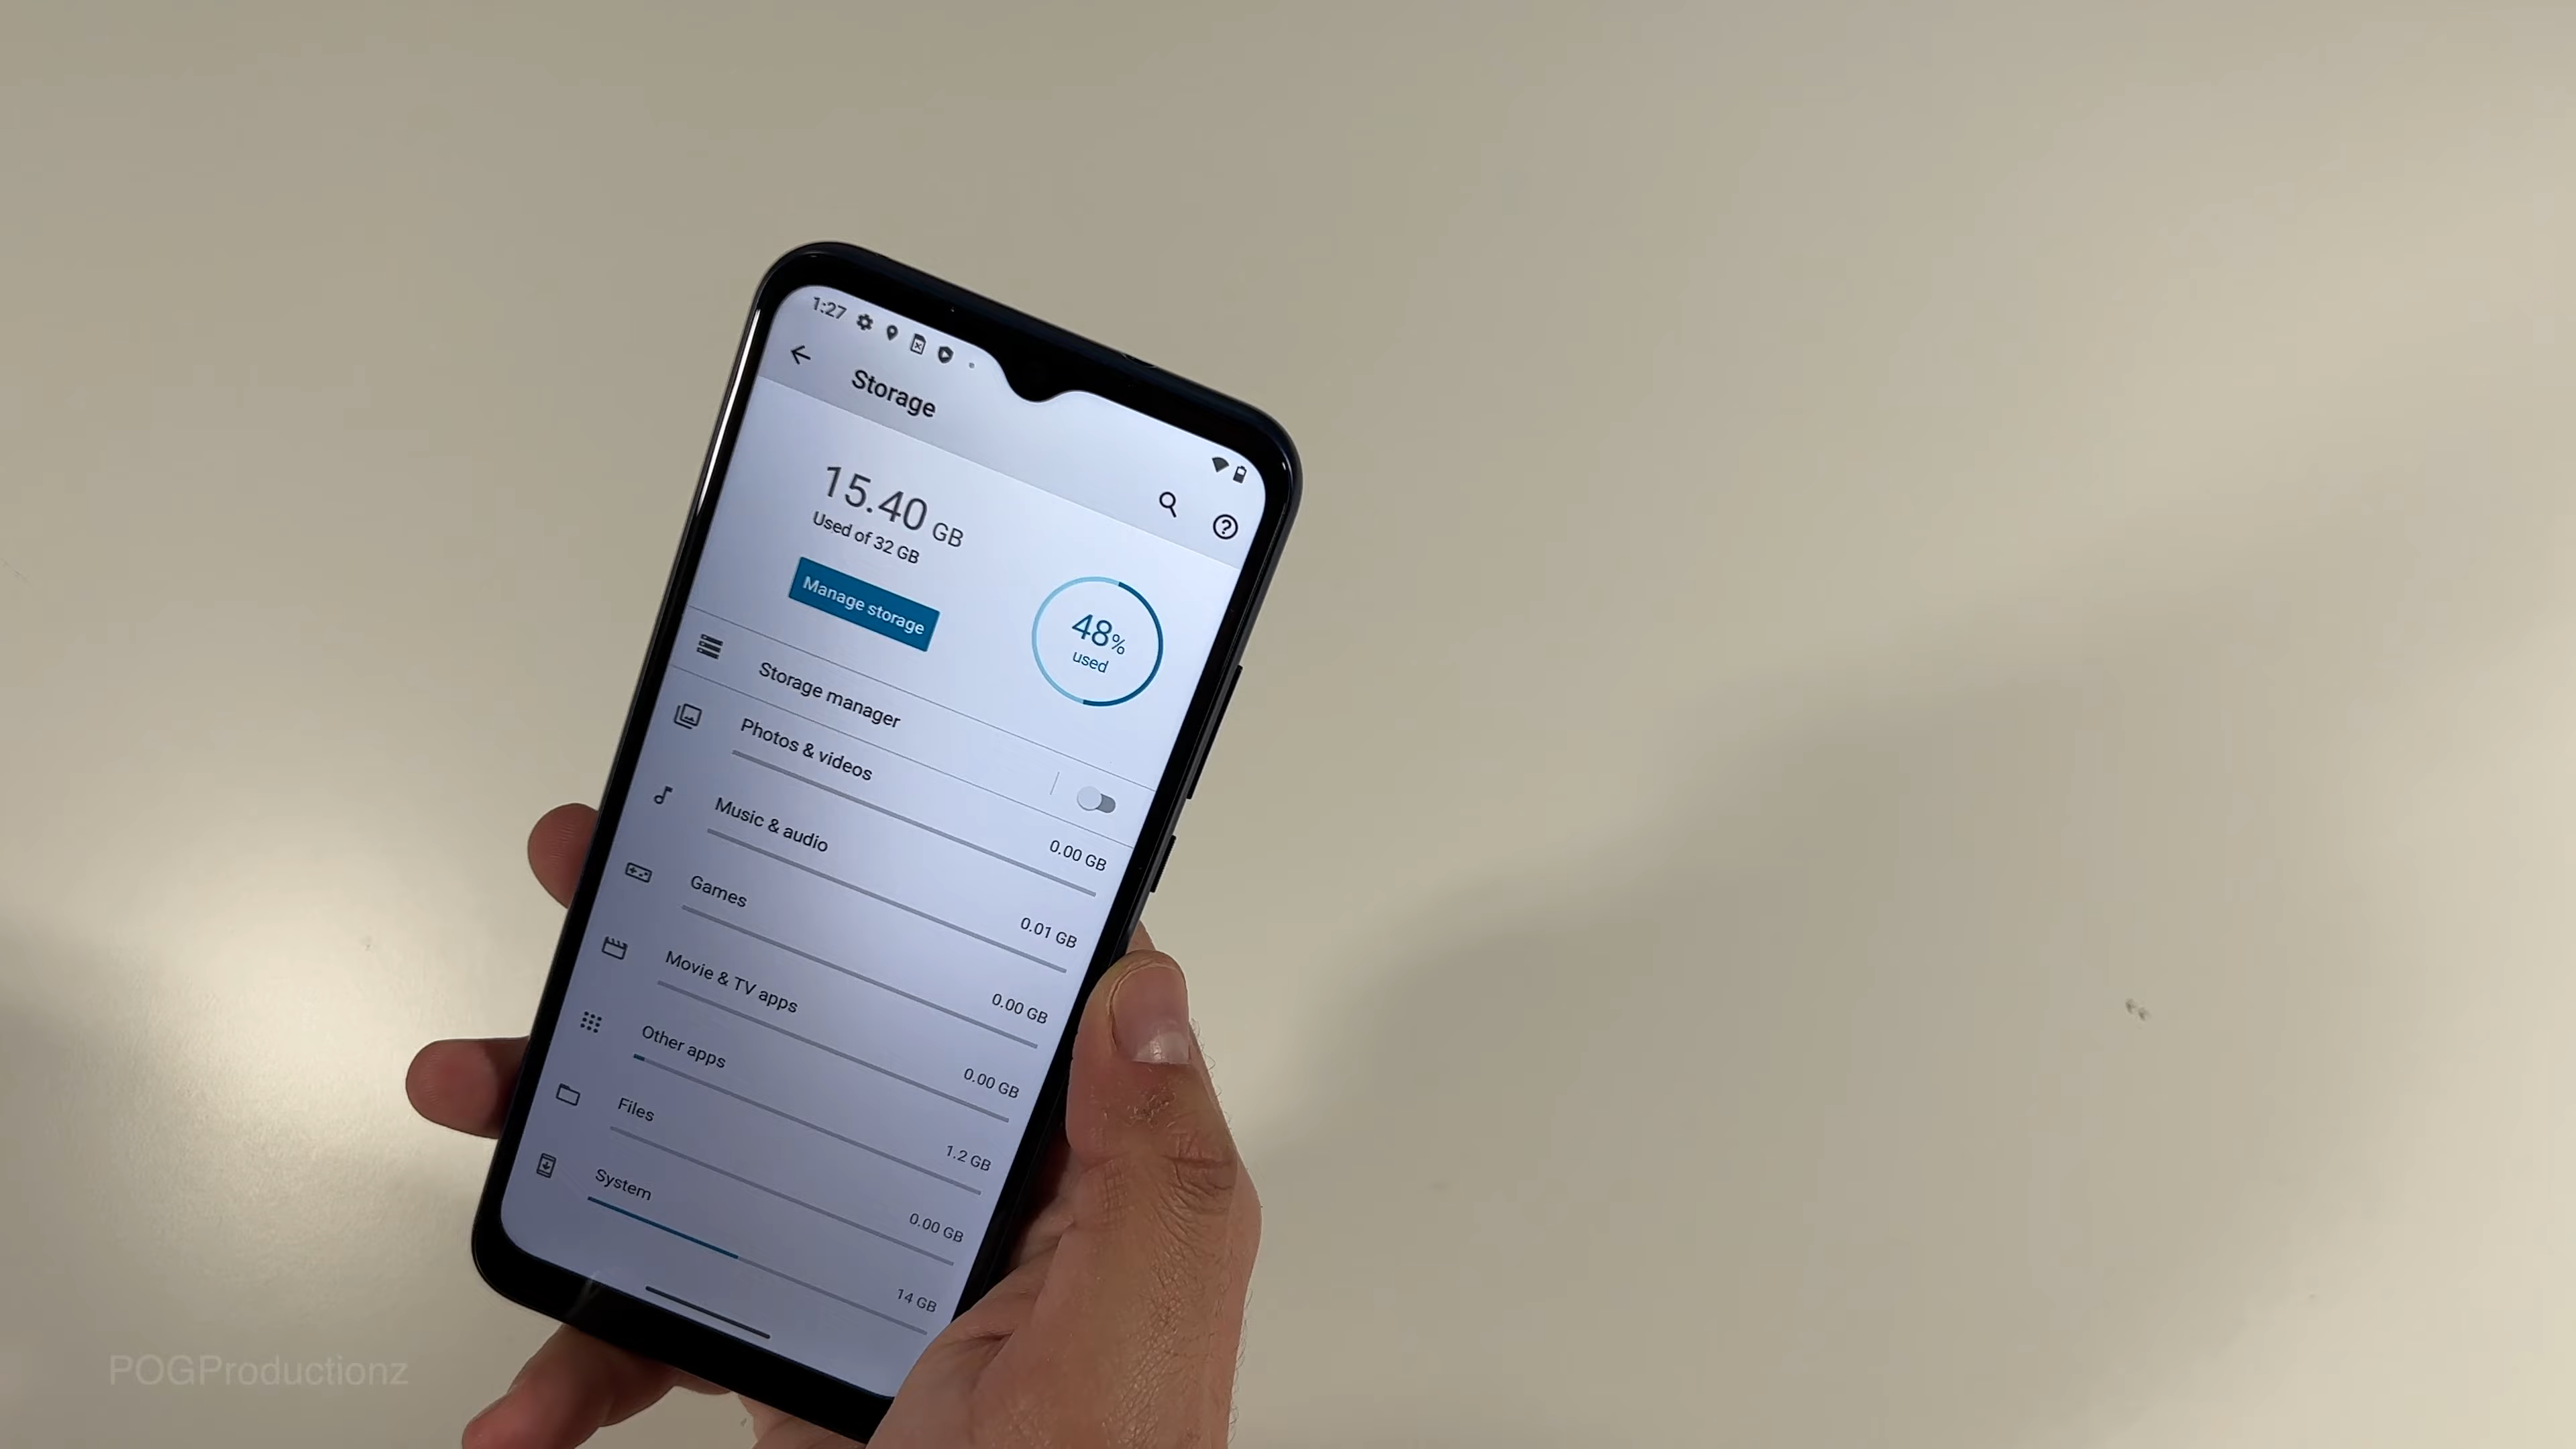 1:27
Storage
15.40 GB
Used of 32 GB
Manage storage
48%
used
Storage manager
Photos & videos
0.00 GB
Music & audio
0.01 GB
Games
0.00 GB
Movie & TV apps
0.00 GB
Other apps
1.2 GB
Files
0.00 GB
System
14 GB
POGProductionz